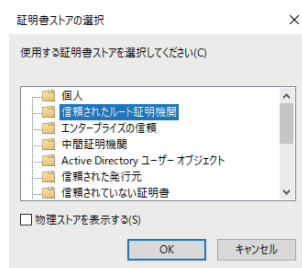 証明書ストアの選択
使用する証明書ストアを選択してください(C)
個人
信頼されたルート証明機関
エンタープライズの信頼
中間証明機関
Active Directory ユーザー オブジェクト
信頼された発行元
信頼されていない証明書
物理ストアを表示する(S)
OK キャンセル